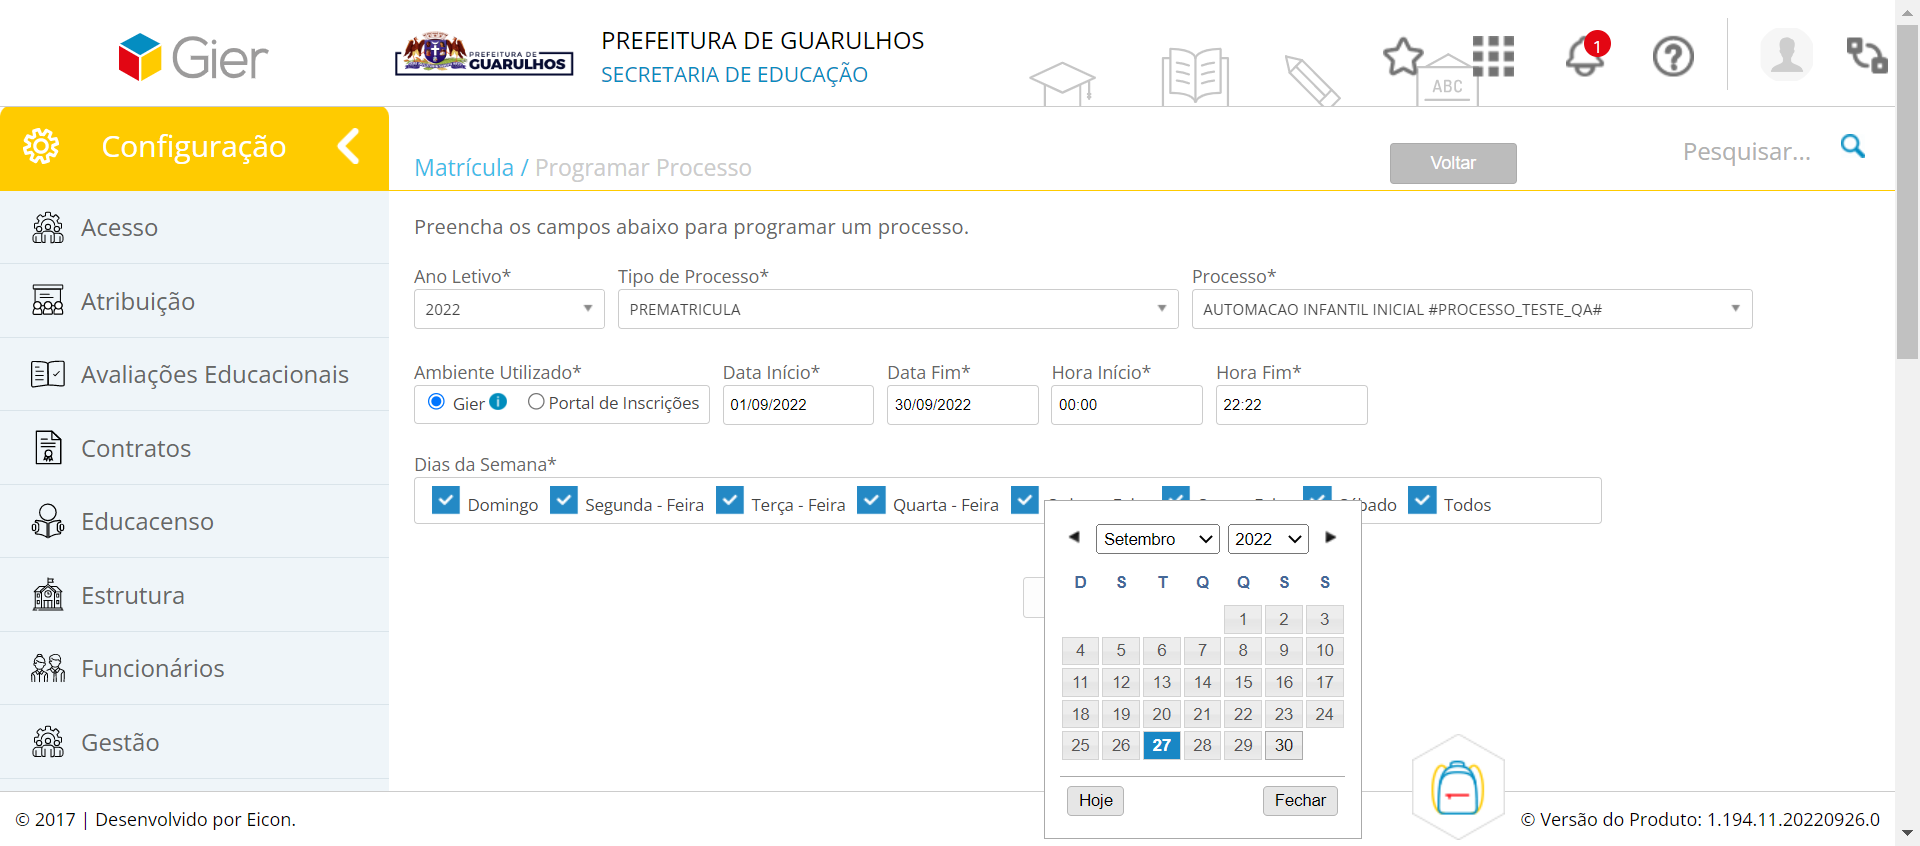 Gier
PREFEITURA DE
GUARULHOS
PREFEITURA DE GUARULHOS
SECRETARIA DE EDUCAÇÃO
ABC
1
Configuração
Matrícula / Programar Processo
Voltar
Pesquisar...
Acesso
Atribuição
Avaliações Educacionais
Contratos
Educacenso
Estrutura
Funcionários
Gestão
Preencha os campos abaixo para programar um processo.
Ano Letivo* Tipo de Processo* Processo*
2022 PREMATRICULA AUTOMACAO INFANTIL INICIAL #PROCESSO_TESTE_QA#
Ambiente Utilizado* Data Início* Data Fim* Hora Início* Hora Fim*
Gier i Portal de Inscrições 01/09/2022 30/09/2022 00:00 22:22
Dias da Semana*
Domingo Segunda - Feira Terça - Feira Quarta - Feira Todos
Setembro 2022
D S T Q Q S S
1 2 3
4 5 6 7 8 9 10
11 12 13 14 15 16 17
18 19 20 21 22 23 24
25 26 27 28 29 30
Hoje Fechar
© 2017 | Desenvolvido por Eicon.
© Versão do Produto: 1.194.11.20220926.0